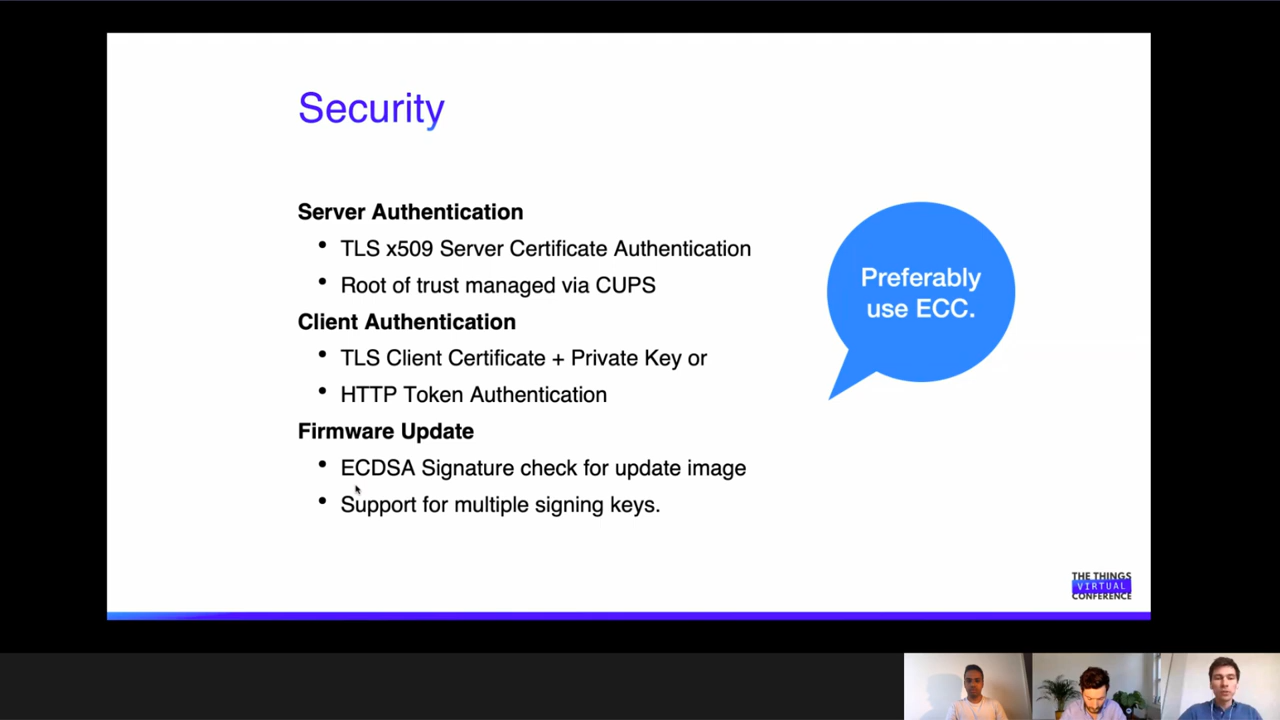 Security
Server Authentication
• TLS x509 Server Certificate Authentication
• Root of trust managed via CUPS
Client Authentication
• TLS Client Certificate + Private Key or
• HTTP Token Authentication
Firmware Update
• ECDSA Signature check for update image
• Support for multiple signing keys.
Preferably
use ECC.
THE THINGS
VIRTUAL
CONFERENCE